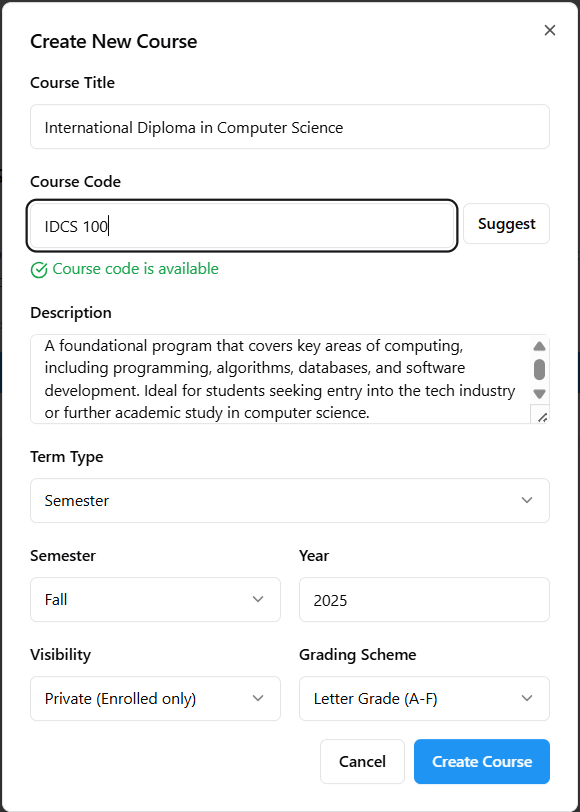 Create New Course
Course Title
International Diploma in Computer Science
Course Code
IDCS 100
Suggest
Course code is available
Description
A foundational program that covers key areas of computing,
including programming, algorithms, databases, and software
development. Ideal for students seeking entry into the tech industry
or further academic study in computer science.
Term Type
Semester
Semester
Year
Fall
2025
Visibility
Grading Scheme
Private (Enrolled only)
Letter Grade (A-F)
Cancel
Create Course